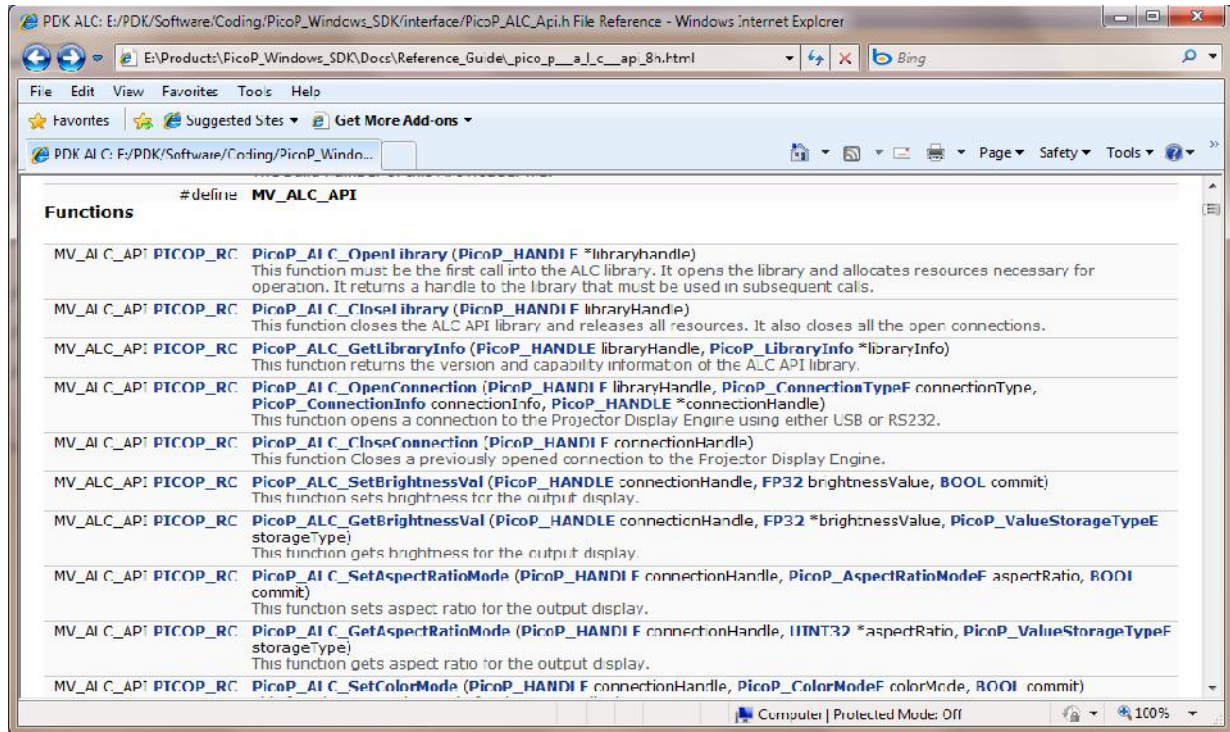 PDK ALC: E:/PDK/Software/Coding/PicoP_Windows_SDK/interface/PicoP_ALC_Api.h File Reference - Windows Internet Explorer
E:\Products\PicoP_Windows_SDK\Docs\Reference_Guide\_pico_p___a_l_c__api_8h.html
Bing
File Edit View Favorites Tools Help
Favorites Suggested Sites Get More Add-ons
PDK ALC: E:/PDK/Software/Coding/PicoP_Windo...
Page Safety Tools
#define MV_ALC_API
Functions
MV_ALC_API PICOP_RC PicoP_ALC_OpenLibrary (PicoP_HANDLE *libraryhandle)
This function must be the first call into the ALC library. It opens the library and allocates resources necessary for
operation. It returns a handle to the library that must be used in subsequent calls.
MV_ALC_API PICOP_RC PicoP_ALC_CloseLibrary (PicoP_HANDLE libraryHandle)
This function closes the ALC API library and releases all resources. It also closes all the open connections.
MV_ALC_API PICOP_RC PicoP_ALC_GetLibraryInfo (PicoP_HANDLE libraryHandle, PicoP_LibraryInfo *libraryInfo)
This function returns the version and capability information of the ALC API library.
MV_ALC_API PICOP_RC PicoP_ALC_OpenConnection (PicoP_HANDLE libraryHandle, PicoP_ConnectionTypeE connectionType,
PicoP_ConnectionInfo connectionInfo, PicoP_HANDLE *connectionHandle)
This function opens a connection to the Projector Display Engine using either USB or RS232.
MV_ALC_API PICOP_RC PicoP_ALC_CloseConnection (PicoP_HANDLE connectionHandle)
This function Closes a previously opened connection to the Projector Display Engine.
MV_ALC_API PICOP_RC PicoP_ALC_SetBrightnessVal (PicoP_HANDLE connectionHandle, FP32 brightnessValue, BOOL commit)
This function sets brightness for the output display.
MV_ALC_API PICOP_RC PicoP_ALC_GetBrightnessVal (PicoP_HANDLE connectionHandle, FP32 *brightnessValue, PicoP_ValueStorageTypeE
storageType)
This function gets brightness for the output display.
MV_ALC_API PICOP_RC PicoP_ALC_SetAspectRatioMode (PicoP_HANDLE connectionHandle, PicoP_AspectRatioModeE aspectRatio, BOOL
commit)
This function sets aspect ratio for the output display.
MV_ALC_API PICOP_RC PicoP_ALC_GetAspectRatioMode (PicoP_HANDLE connectionHandle, UINT32 *aspectRatio, PicoP_ValueStorageTypeE
storageType)
This function gets aspect ratio for the output display.
MV_ALC_API PICOP_RC PicoP_ALC_SetColorMode (PicoP_HANDLE connectionHandle, PicoP_ColorModeE colorMode, BOOL commit)
Computer | Protected Mode: Off
100%